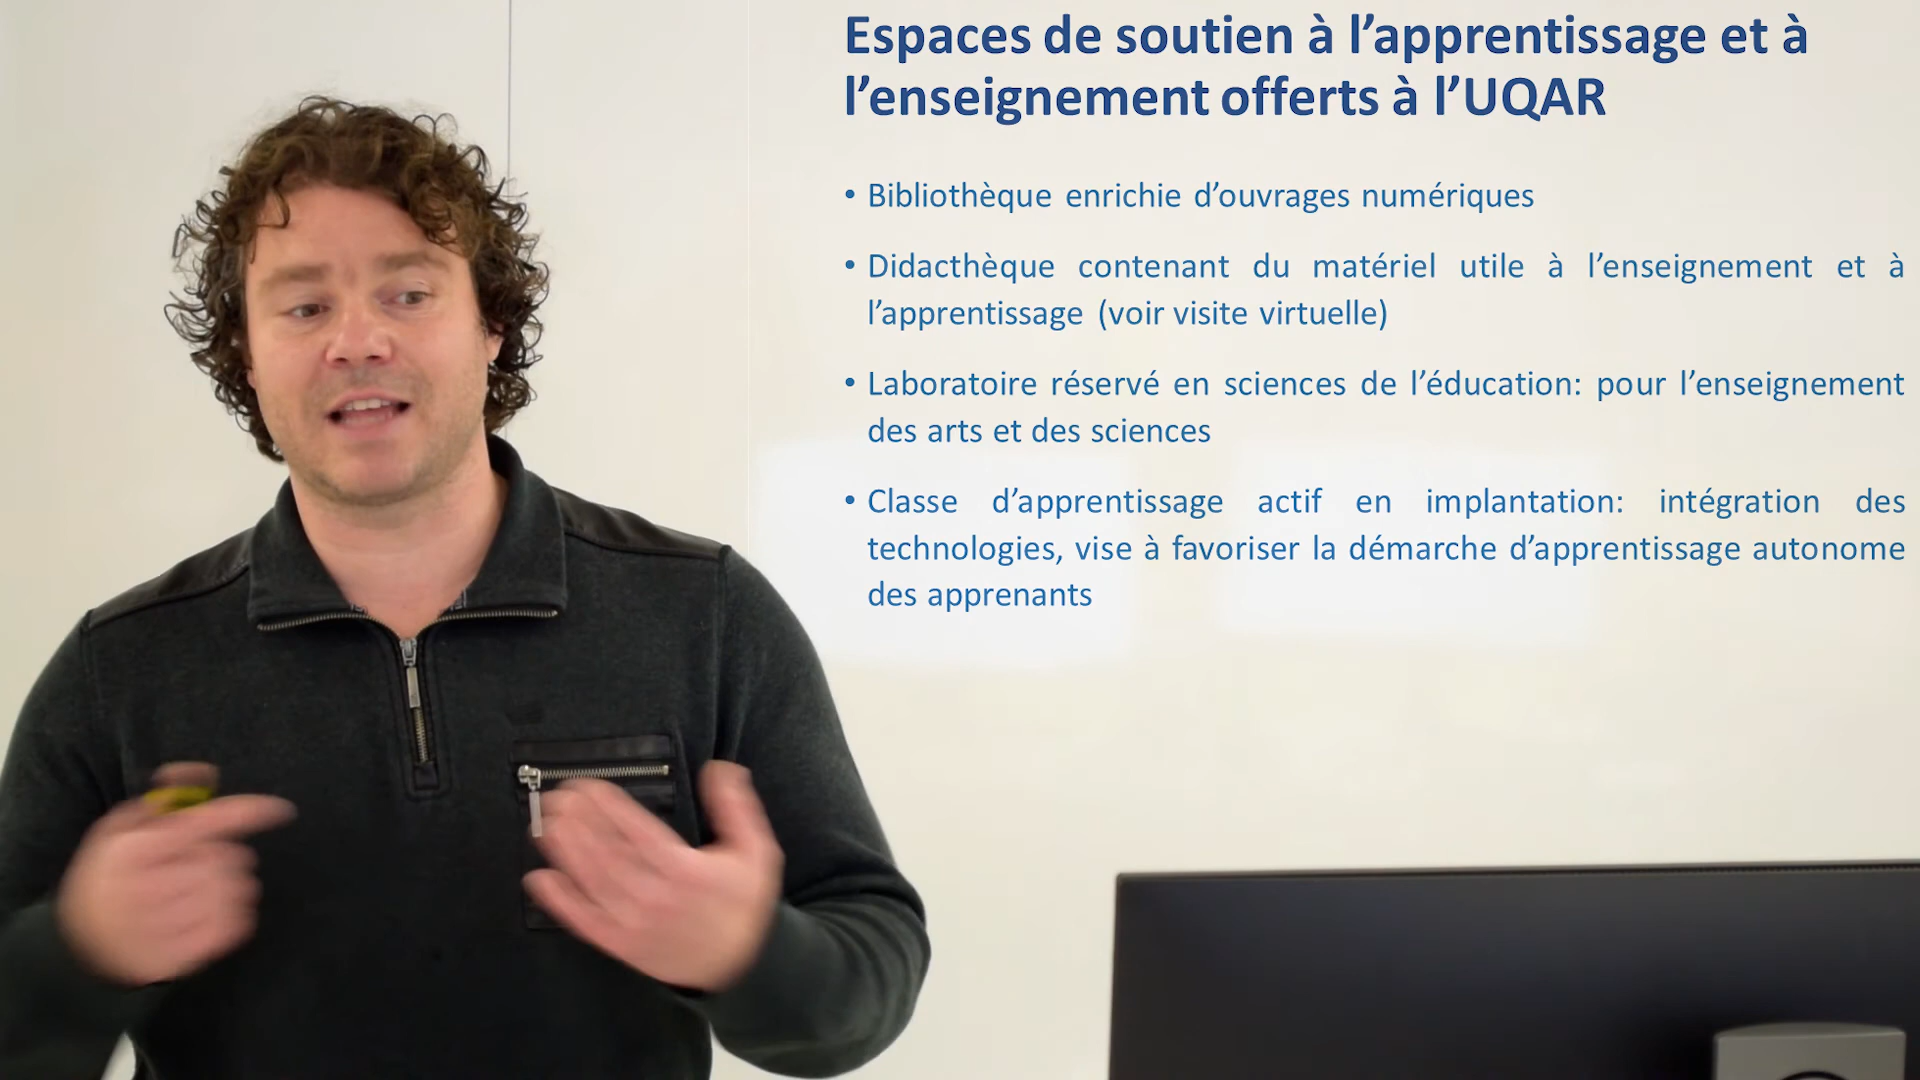 Espaces de soutien à l’apprentissage et à
l’enseignement offerts à l’UQAR
• Bibliothèque enrichie d’ouvrages numériques
• Didacthèque contenant du matériel utile à l’enseignement et à
l’apprentissage (voir visite virtuelle)
• Laboratoire réservé en sciences de l’éducation: pour l’enseignement
des arts et des sciences
• Classe d’apprentissage actif en implantation: intégration des
technologies, vise à favoriser la démarche d’apprentissage autonome
des apprenants